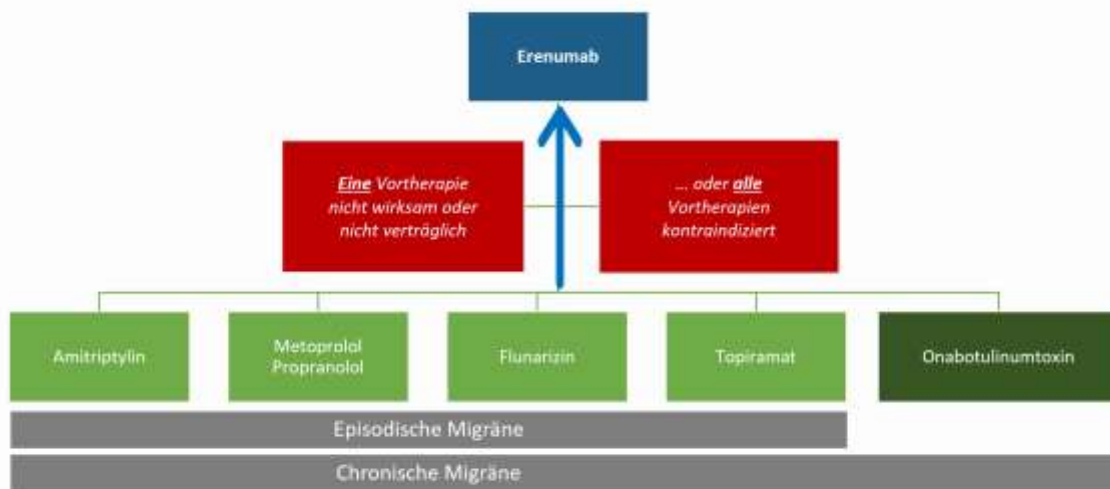 Erenumab
Eine Vortherapie
nicht wirksam oder
nicht verträglich
... oder alle
Vortherapien
kontraindiziert
Amitriptylin
Metoprolol
Propranolol
Flunarizin
Topiramat
Onabotulinumtoxin
Episodische Migräne
Chronische Migräne